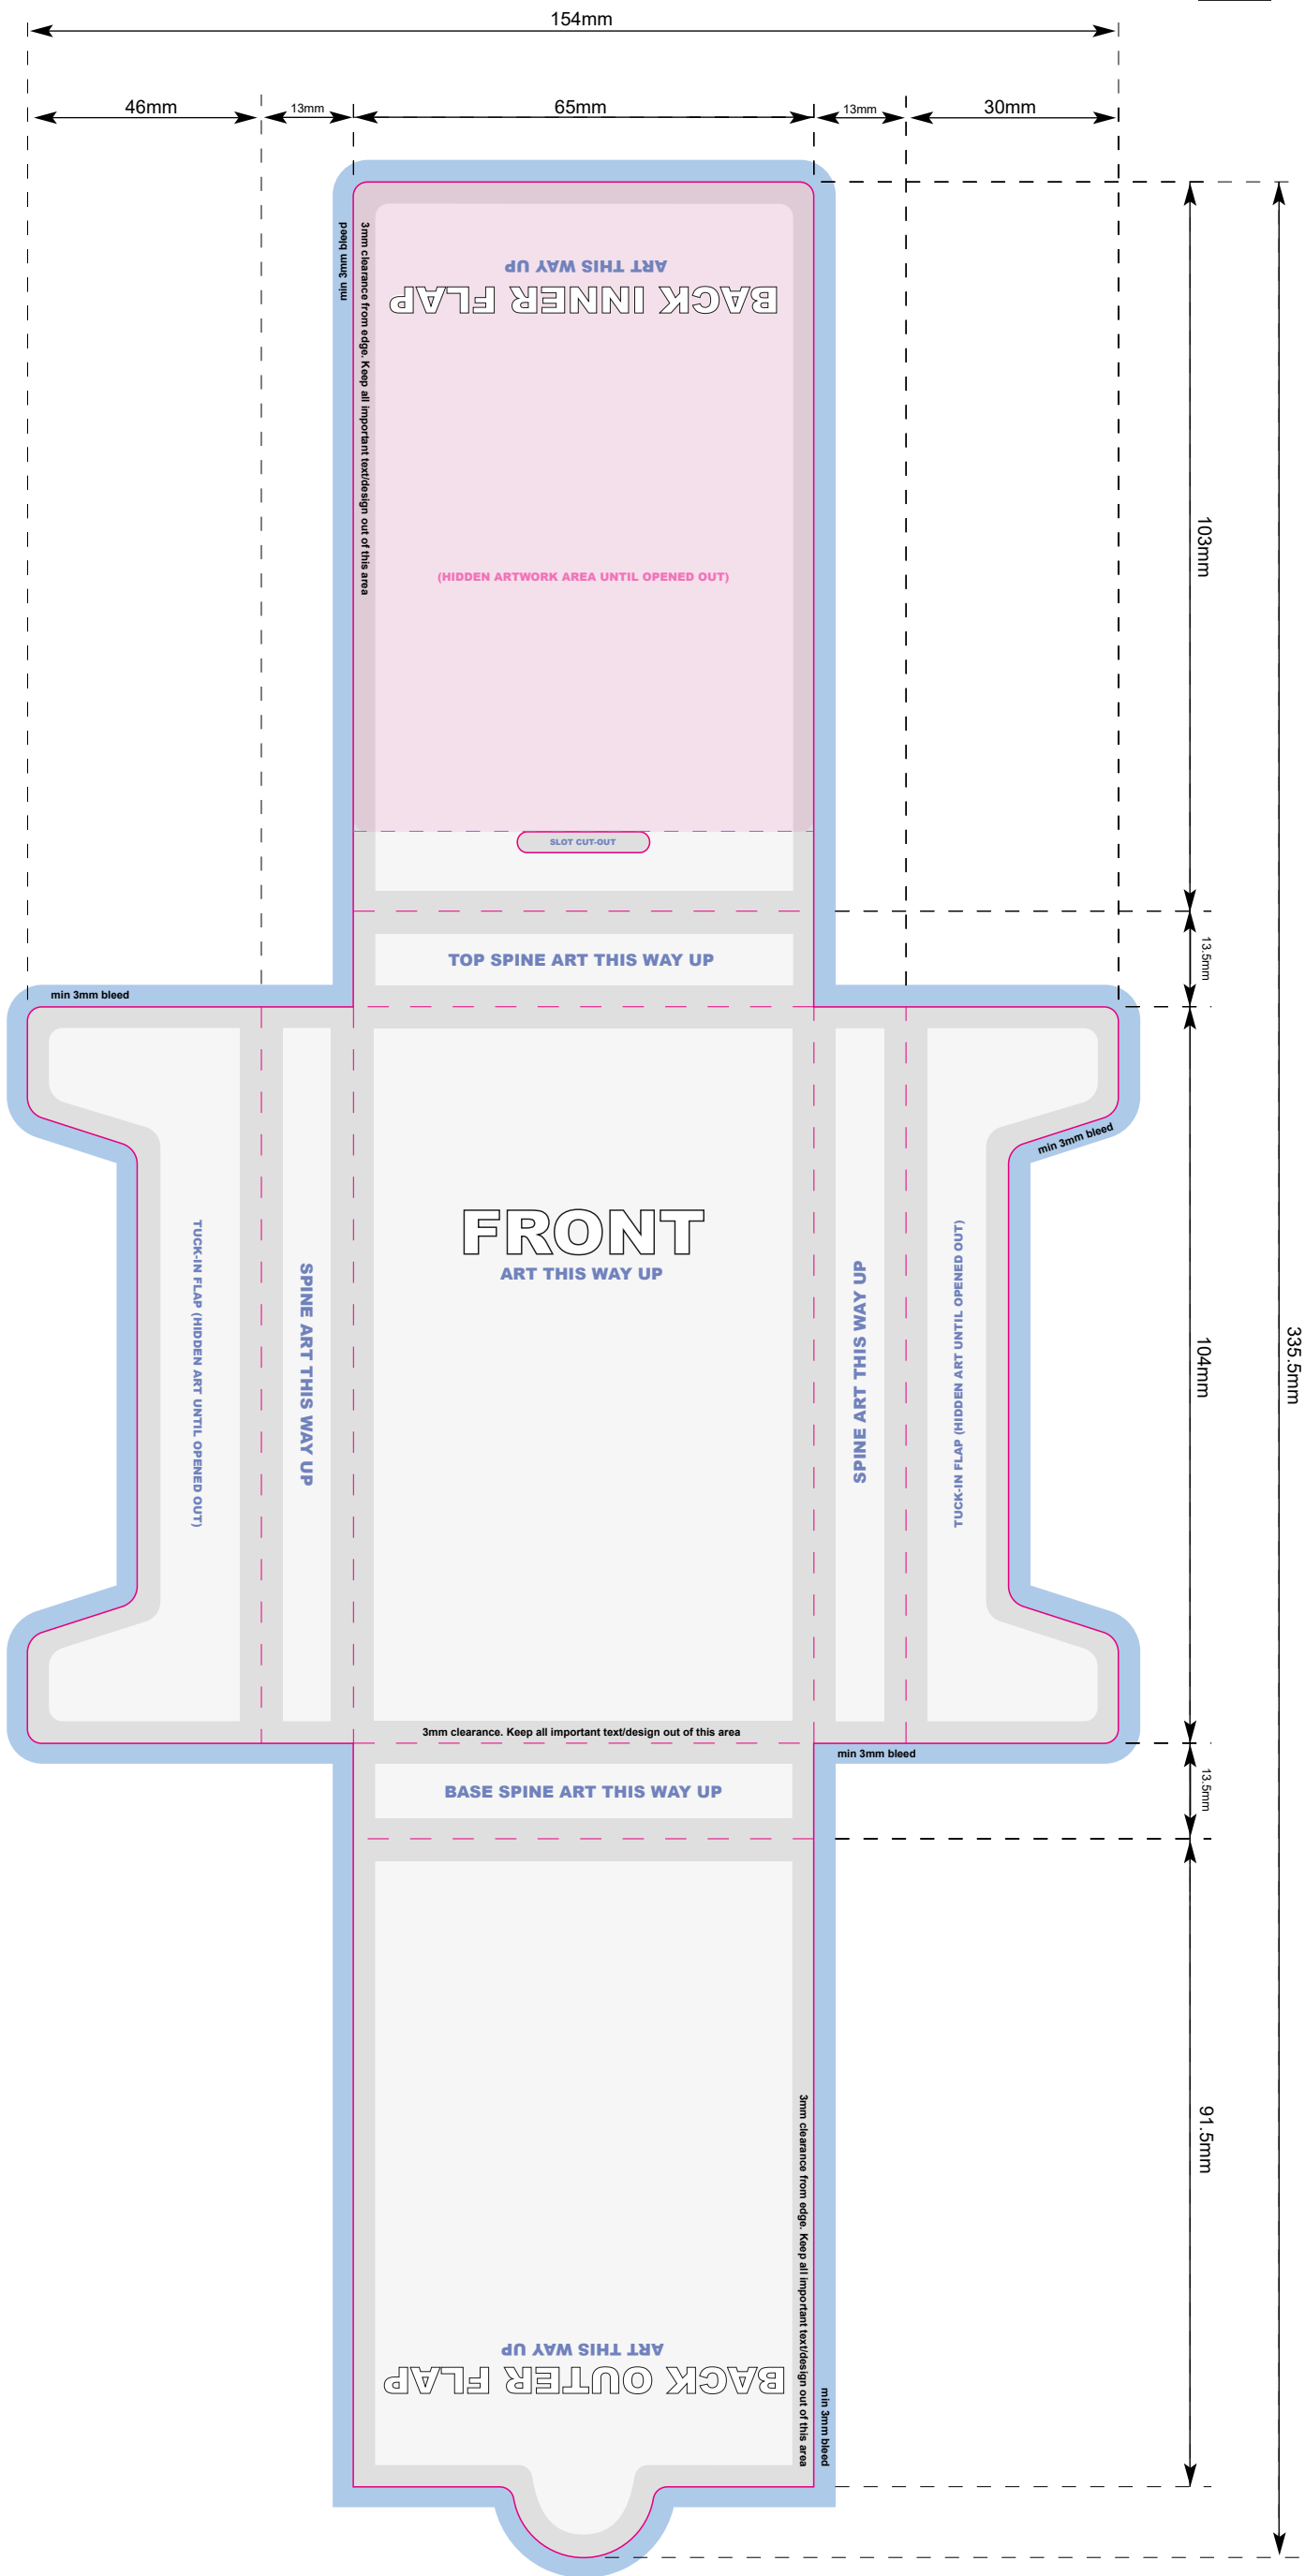 154mm
46mm
13mm
65mm
13mm
30mm
min 3mm bleed
3mm clearance from edge. Keep all important text/design out of this area
ART THIS WAY UP
BACK INNER FLAP
103mm
(HIDDEN ARTWORK AREA UNTIL OPENED OUT)
SLOT CUT-OUT
TOP SPINE ART THIS WAY UP
13.5mm
min 3mm bleed
min 3mm bleed
FRONT
ART THIS WAY UP
TUCK-IN FLAP (HIDDEN ART UNTIL OPENED OUT)
SPINE ART THIS WAY UP
SPINE ART THIS WAY UP
TUCK-IN FLAP (HIDDEN ART UNTIL OPENED OUT)
104mm
335.5mm
3mm clearance. Keep all important text/design out of this area
min 3mm bleed
BASE SPINE ART THIS WAY UP
13.5mm
91.5mm
3mm clearance from edge. Keep all important text/design out of this area
ART THIS WAY UP
BACK OUTER FLAP
min 3mm bleed